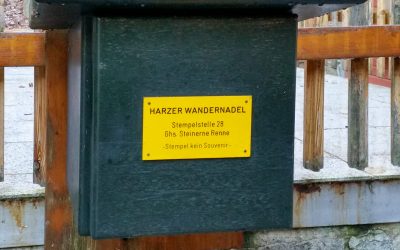 HARZER WANDERNADEL
Stempelstelle 28
Ghs. Steinerne Renne
-Stempel kein Souvenir-